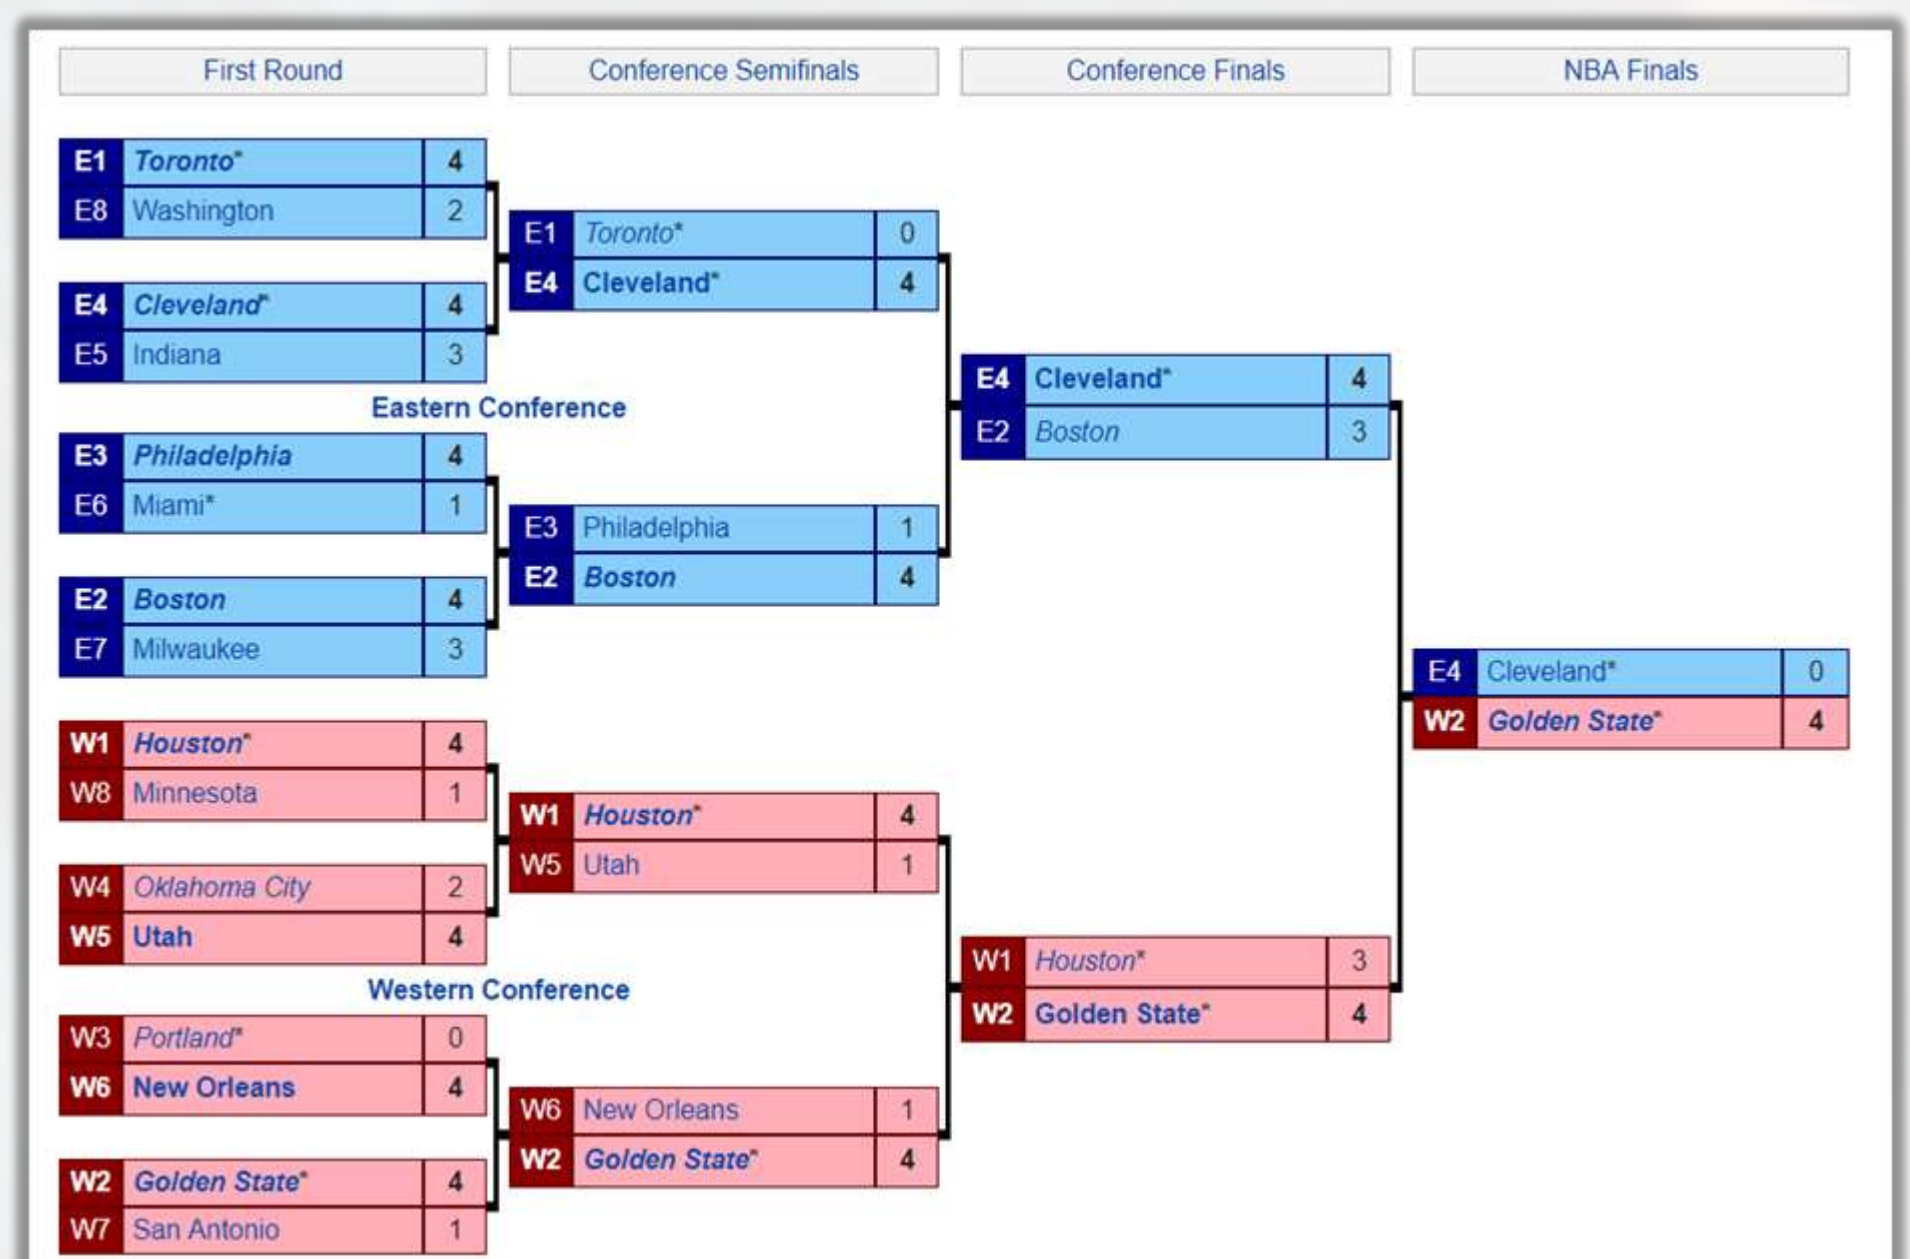 First Round Conference Semifinals Conference Finals NBA Finals
E1 Toronto* 4
E8 Washington 2
E1 Toronto* 0
E4 Cleveland* 4
E4 Cleveland* 4
E5 Indiana 3
E4 Cleveland* 4
E2 Boston 3
Eastern Conference
E3 Philadelphia 4
E6 Miami* 1
E3 Philadelphia 1
E2 Boston 4
E2 Boston 4
E7 Milwaukee 3
E4 Cleveland* 0
W2 Golden State* 4
W1 Houston* 4
W8 Minnesota 1
W1 Houston* 4
W5 Utah 1
W4 Oklahoma City 2
W5 Utah 4
W1 Houston* 3
W2 Golden State* 4
Western Conference
W3 Portland* 0
W6 New Orleans 4
W6 New Orleans 1
W2 Golden State* 4
W2 Golden State* 4
W7 San Antonio 1